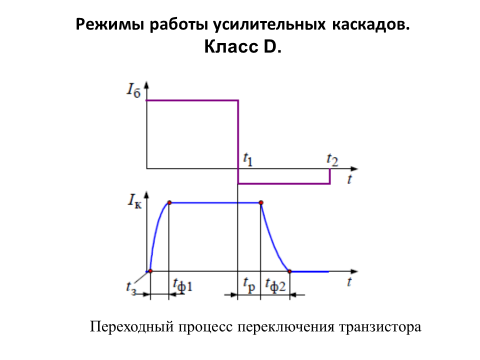 Режимы работы усилительных каскадов.
Класс D.
Iб
t1
t2
t
Iк
tз
tф1
tр
tф2
t
Переходный процесс переключения транзистора